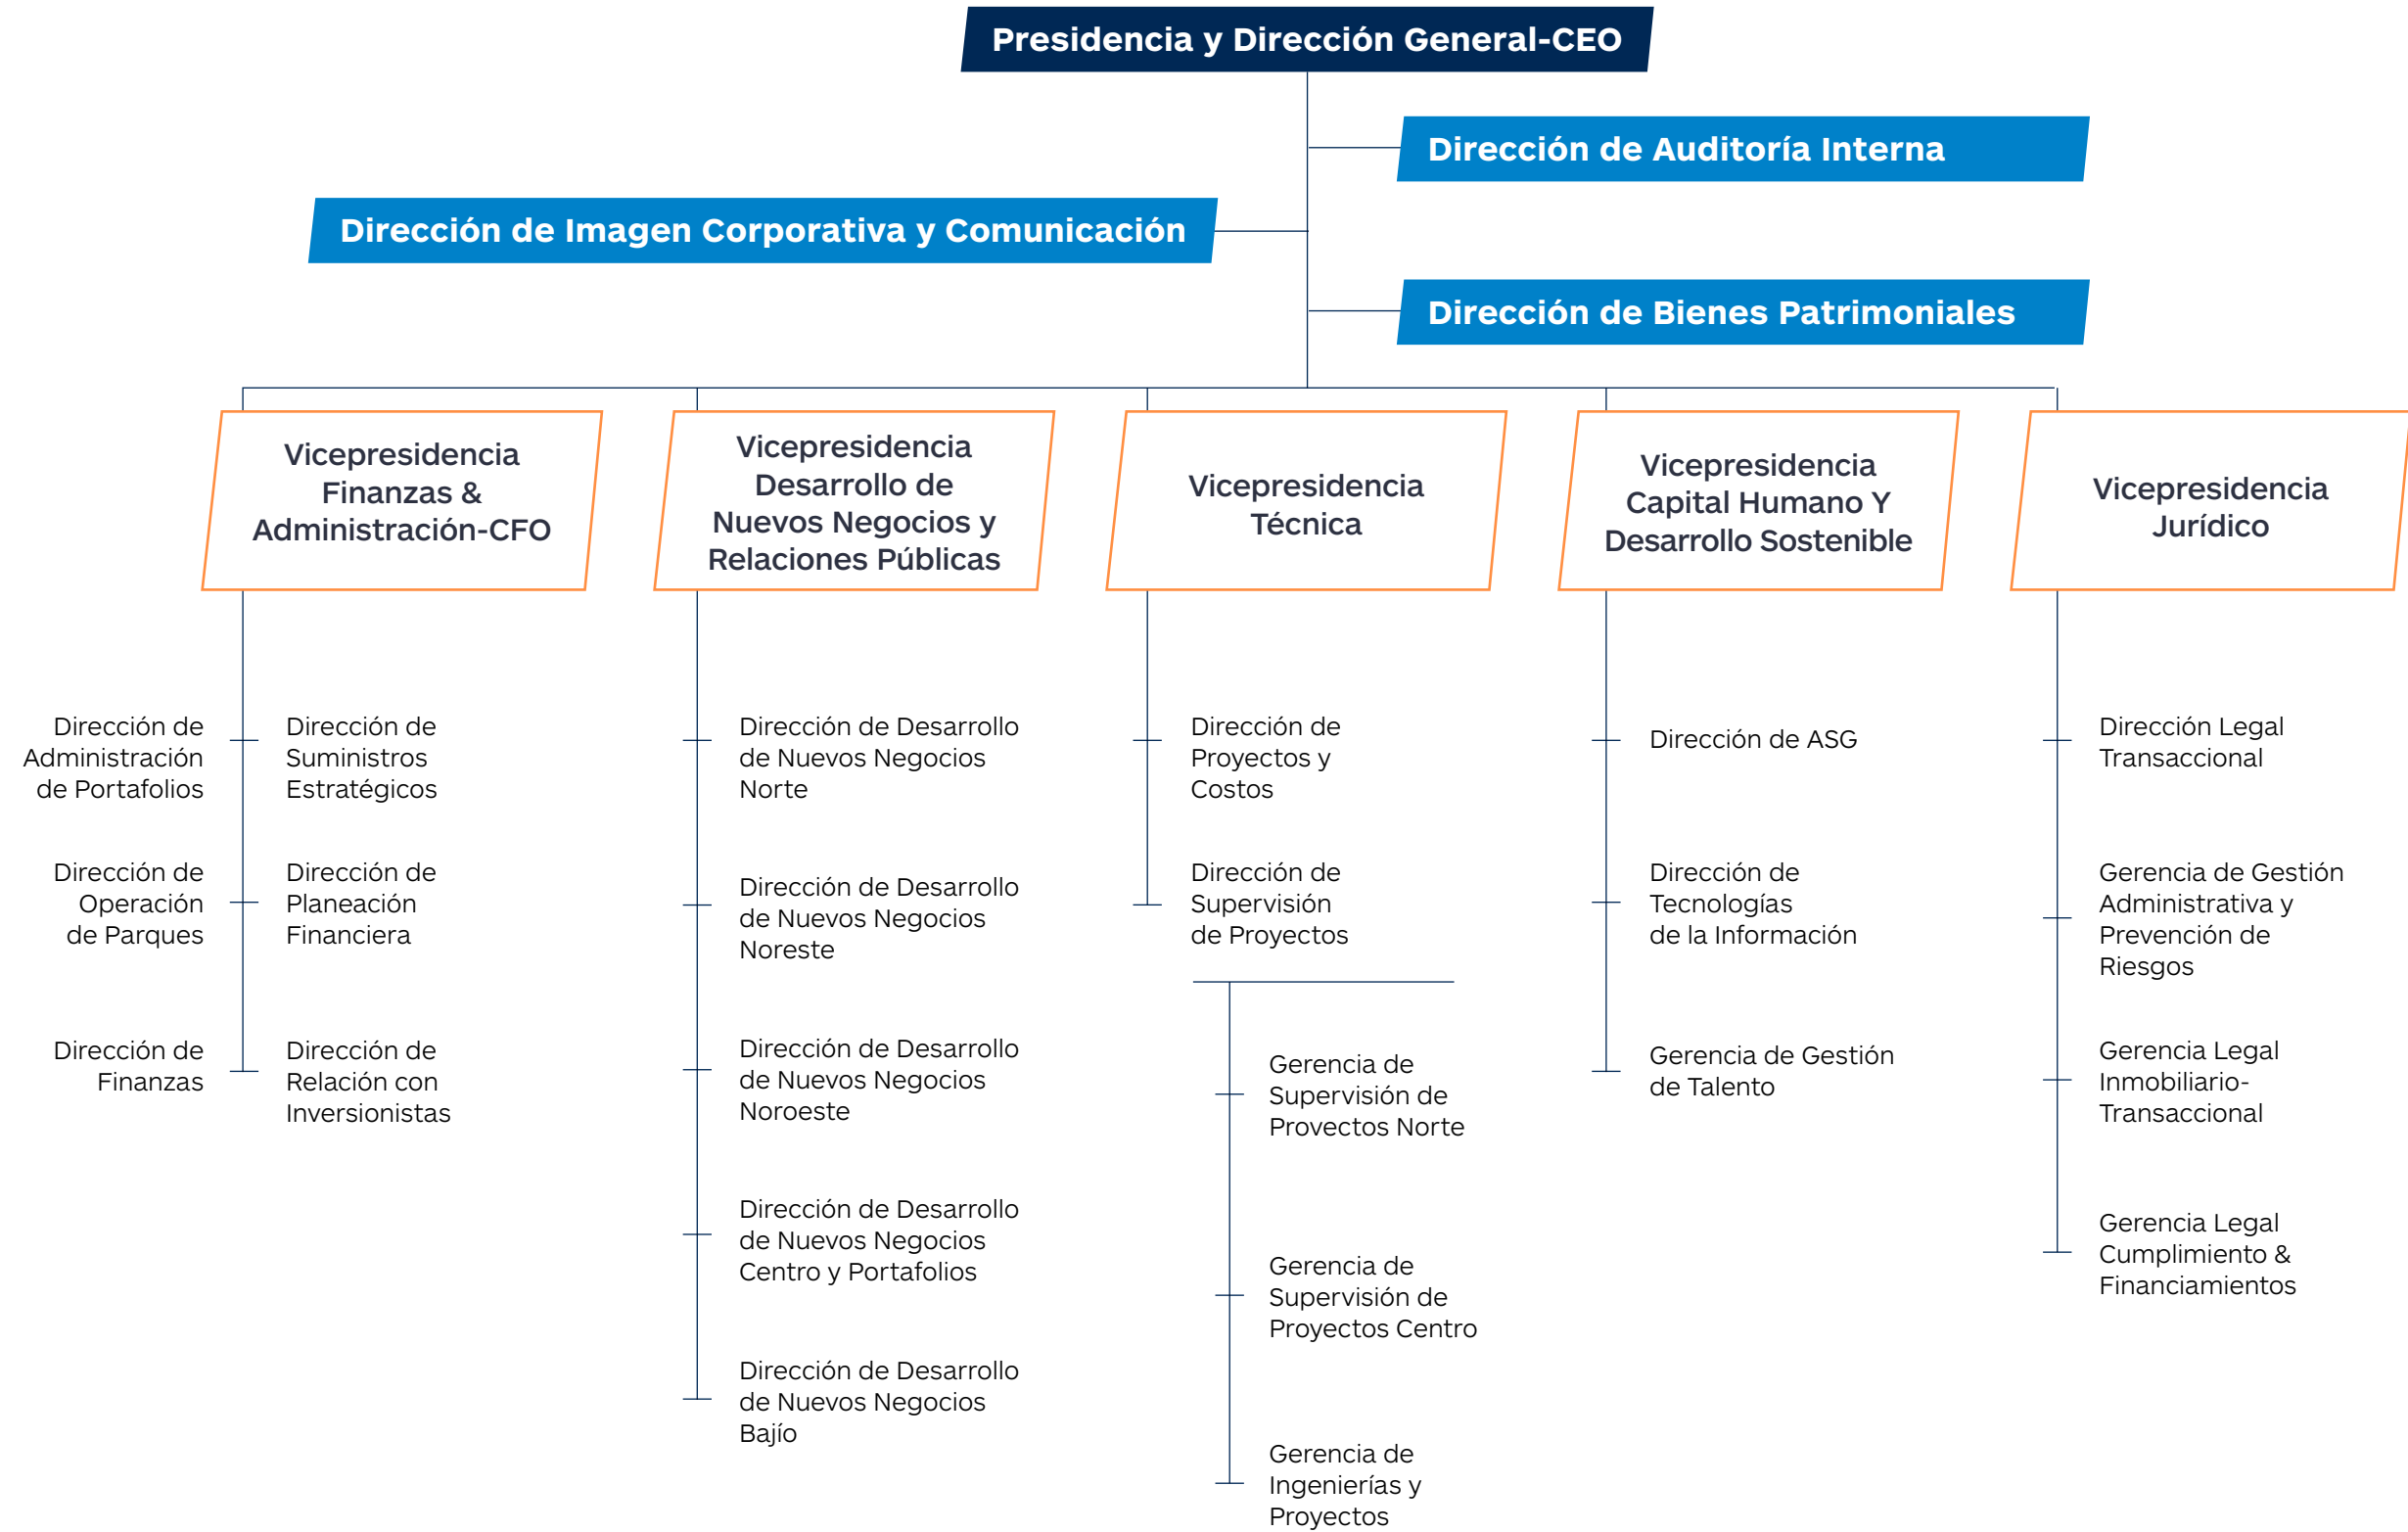 Presidencia y Dirección General-CEO
Dirección de Auditoría Interna
Dirección de Imagen Corporativa y Comunicación
Dirección de Bienes Patrimoniales
Vicepresidencia
Finanzas &
Administración-CFO
Vicepresidencia
Desarrollo de
Nuevos Negocios y
Relaciones Públicas
Vicepresidencia
Técnica
Vicepresidencia
Capital Humano Y
Desarrollo Sostenible
Vicepresidencia
Jurídico
Dirección de
Administración
de Portafolios
Dirección de
Operación
de Parques
Dirección de
Finanzas
Dirección de
Suministros
Estratégicos
Dirección de
Planeación
Financiera
Dirección de
Relación con
Inversionistas
Dirección de Desarrollo
de Nuevos Negocios
Norte
Dirección de Desarrollo
de Nuevos Negocios
Noreste
Dirección de Desarrollo
de Nuevos Negocios
Noroeste
Dirección de Desarrollo
de Nuevos Negocios
Centro y Portafolios
Dirección de Desarrollo
de Nuevos Negocios
Bajío
Dirección de
Proyectos y
Costos
Dirección de
Supervisión
de Proyectos
Gerencia de
Supervisión de
Provectos Norte
Gerencia de
Supervisión de
Proyectos Centro
Gerencia de
Ingenierías y
Proyectos
Dirección de ASG
Dirección de
Tecnologías
de la Información
Gerencia de Gestión
de Talento
Dirección Legal
Transaccional
Gerencia de Gestión
Administrativa y
Prevención de
Riesgos
Gerencia Legal
Inmobiliario-
Transaccional
Gerencia Legal
Cumplimiento &
Financiamientos